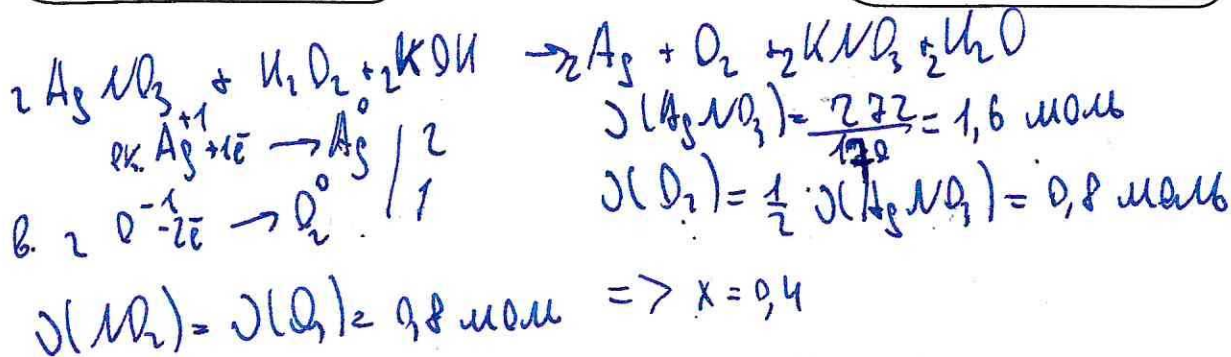 2 AgNO₃ + H₂O₂ + 2KOH → 2Ag + O₂ + 2KNO₃ + 2H₂O
ок. Ag⁺¹ +1ē → Ag⁰ | 2
в. 2 O⁻¹ -2ē → O₂⁰ | 1
ν(AgNO₃) = 272/170 = 1,6 моль
ν(O₂) = 1/2 · ν(AgNO₃) = 0,8 моль
ν(NO₂) = ν(O₂) = 0,8 моль => x = 0,4